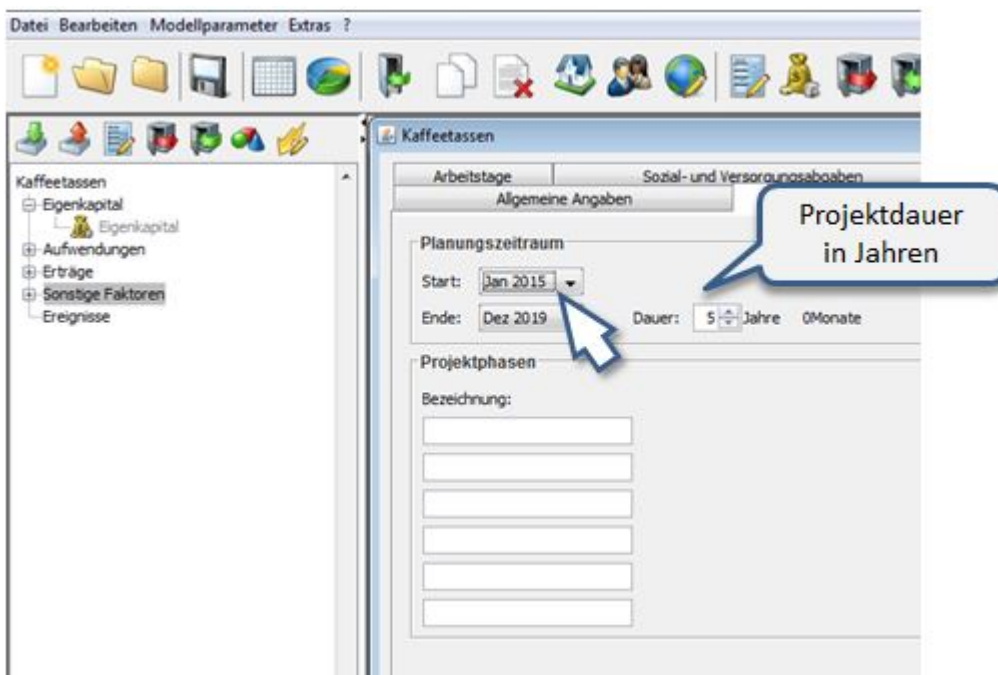 Datei Bearbeiten Modellparameter Extras ?
Kaffeetassen
Eigenkapital
Eigenkapital
Aufwendungen
Erträge
Sonstige Faktoren
Ereignisse
Kaffeetassen
Arbeitstage Sozial- und Versorgungsabgaben
Allgemeine Angaben
Projektdauer
in Jahren
Planungszeitraum
Start: Jan 2015
Ende: Dez 2019 Dauer: 5 Jahre 0Monate
Projektphasen
Bezeichnung: